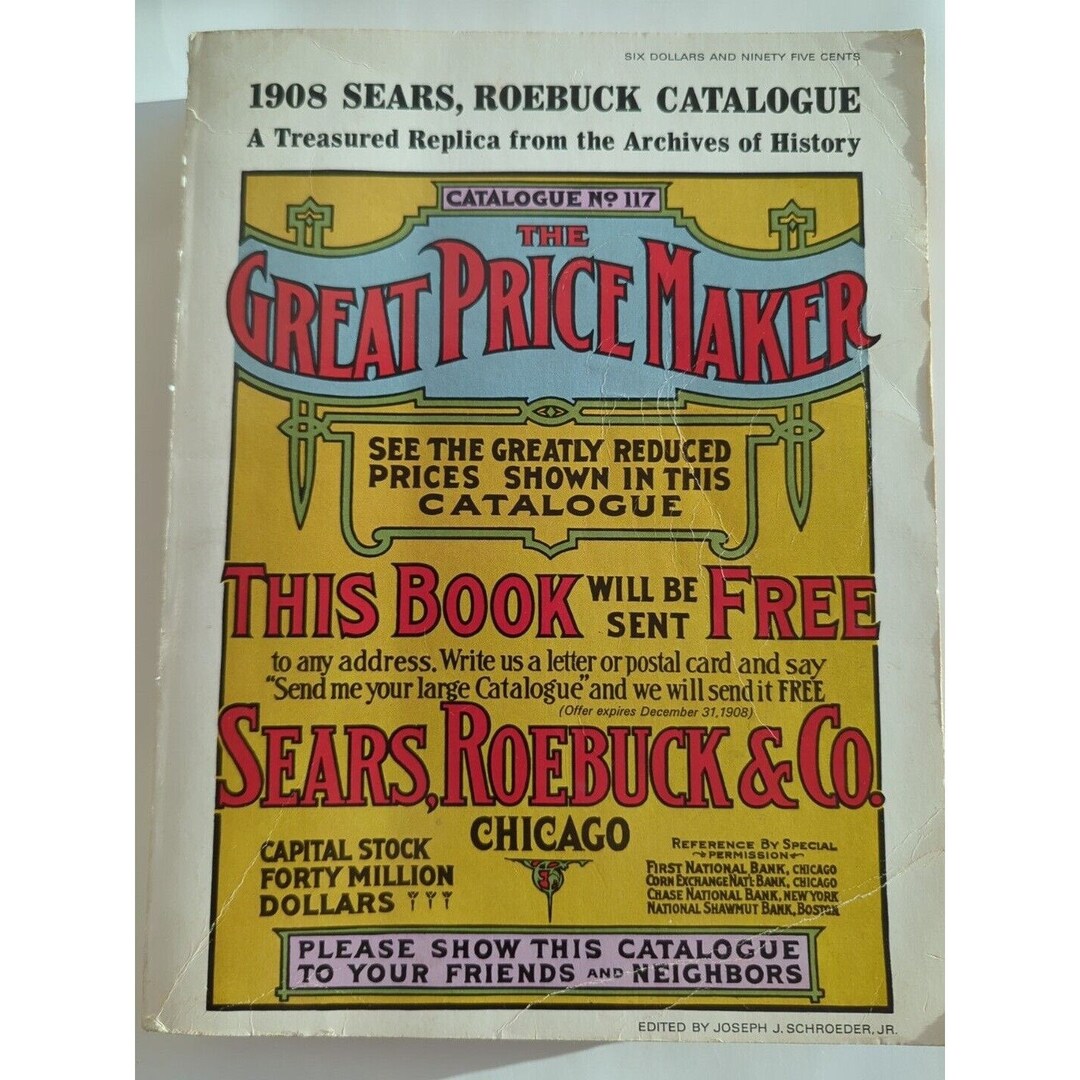 SIX DOLLARS AND NINETY FIVE CENTS
1908 SEARS, ROEBUCK CATALOGUE
A Treasured Replica from the Archives of History
CATALOGUE No 117
THE
GREAT PRICE MAKER
SEE THE GREATLY REDUCED
PRICES SHOWN IN THIS
CATALOGUE
THIS BOOK WILL BE SENT FREE
to any address. Write us a letter or postal card and say
"Send me your large Catalogue" and we will send it FREE
(Offer expires December 31, 1908)
SEARS, ROEBUCK & CO.
CHICAGO
CAPITAL STOCK
FORTY MILLION
DOLLARS
REFERENCE BY SPECIAL
PERMISSION
FIRST NATIONAL BANK, CHICAGO
CORN EXCHANGE NAT'L BANK, CHICAGO
CHASE NATIONAL BANK, NEW YORK
NATIONAL SHAWMUT BANK, BOSTON
PLEASE SHOW THIS CATALOGUE
TO YOUR FRIENDS AND NEIGHBORS
EDITED BY JOSEPH J. SCHROEDER, JR.